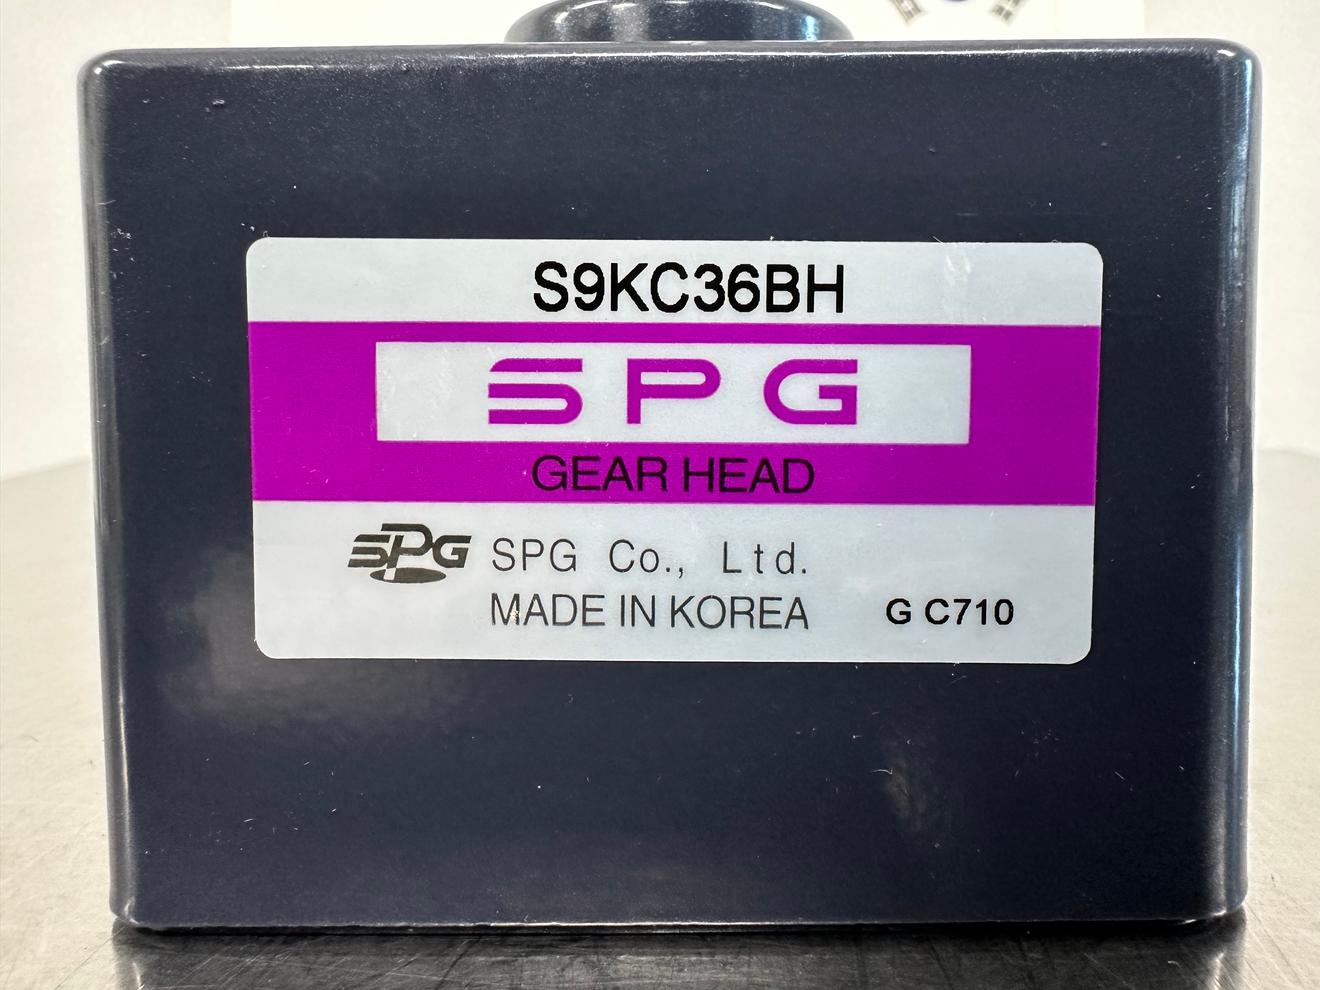 S9KC36BH
SPG
GEAR HEAD
SPG SPG Co., Ltd.
MADE IN KOREA G C710